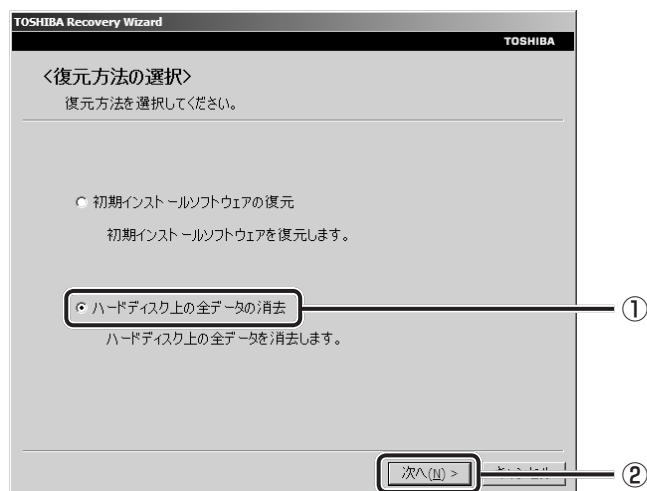 TOSHIBA Recovery Wizard
TOSHIBA
<復元方法の選択>
復元方法を選択してください。
初期インストールソフトウェアの復元
初期インストールソフトウェアを復元します。
ハードディスク上の全データの消去
①
ハードディスク上の全データを消去します。
次へ(N) >
②